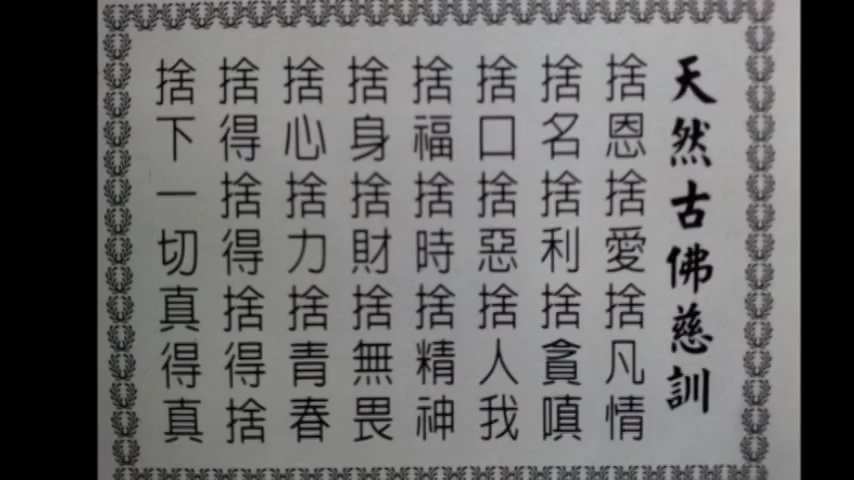 天然古佛慈訓
捨恩捨愛捨凡情
捨名捨利捨貪嗔
捨口捨惡捨人我
捨福捨時捨精神
捨身捨財捨無畏
捨心捨力捨青春
捨得捨得捨得捨
捨下一切真得真